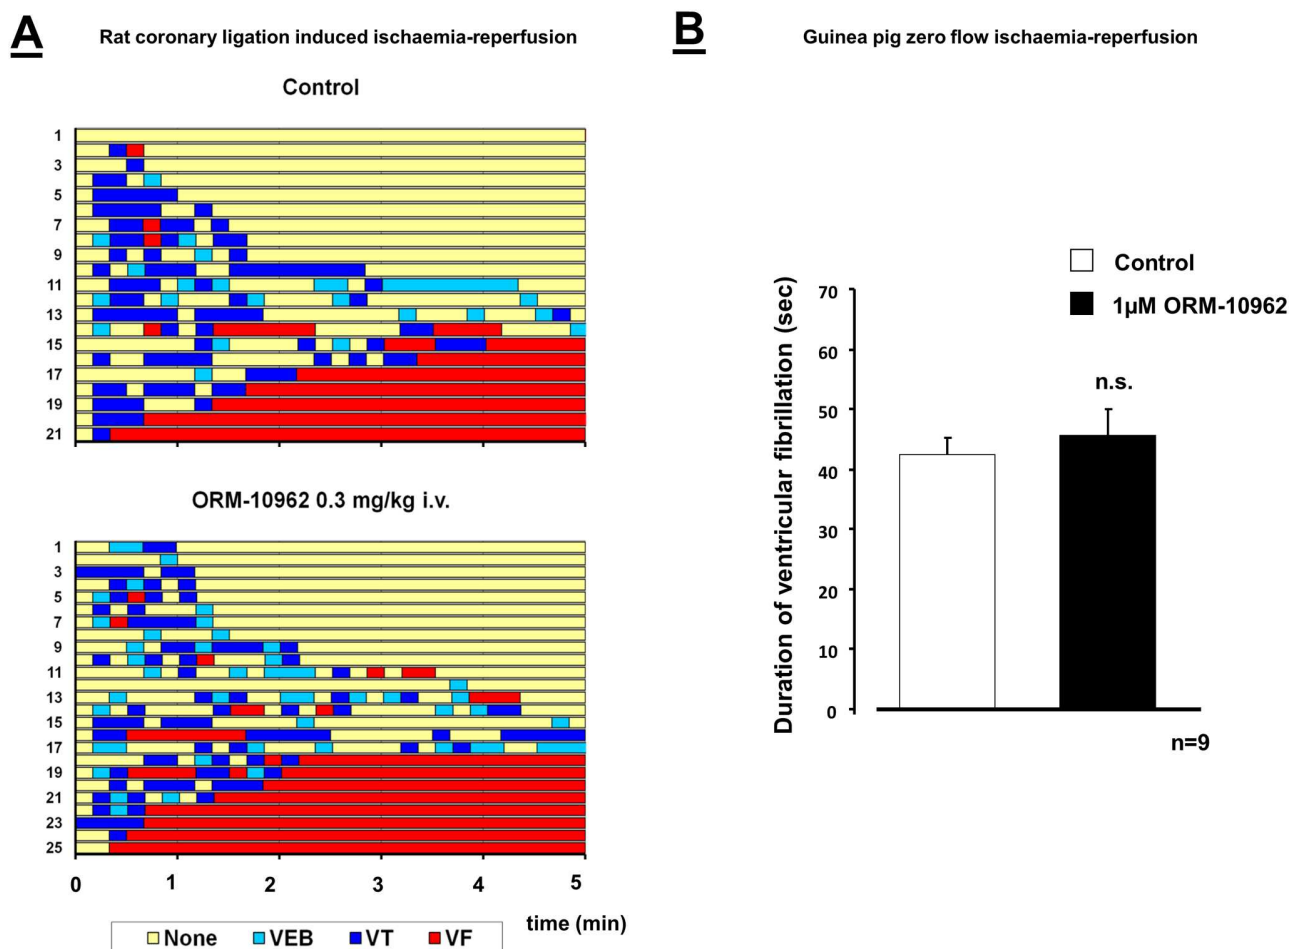 A
Rat coronary ligation induced ischaemia-reperfusion
Control
1
3
5
7
9
11
13
15
17
19
21
ORM-10962 0.3 mg/kg i.v.
1
3
5
7
9
11
13
15
17
19
21
23
25
0 1 2 3 4 5
time (min)
None VEB VT VF
B
Guinea pig zero flow ischaemia-reperfusion
Control
1µM ORM-10962
Duration of ventricular fibrillation (sec)
70
60
50
40
30
20
10
0
n.s.
n=9